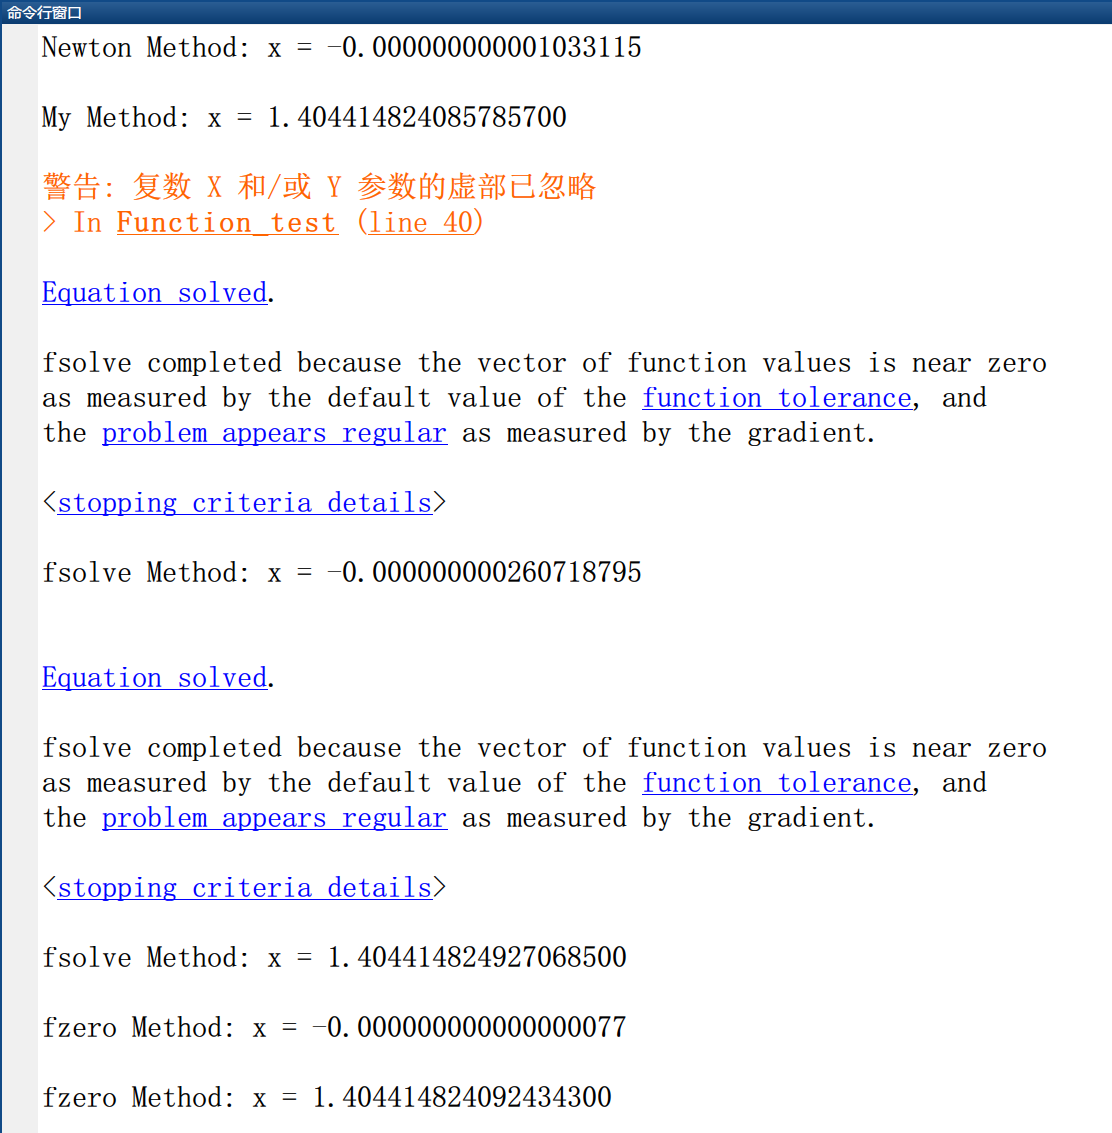 命令行窗口
Newton Method: x = -0.000000000001033115
My Method: x = 1.404414824085785700
警告: 复数 X 和/或 Y 参数的虚部已忽略
> In Function_test (line 40)
Equation solved.
fsolve completed because the vector of function values is near zero
as measured by the default value of the function tolerance, and
the problem appears regular as measured by the gradient.
<stopping criteria details>
fsolve Method: x = -0.000000000260718795
Equation solved.
fsolve completed because the vector of function values is near zero
as measured by the default value of the function tolerance, and
the problem appears regular as measured by the gradient.
<stopping criteria details>
fsolve Method: x = 1.404414824927068500
fzero Method: x = -0.000000000000000077
fzero Method: x = 1.404414824092434300